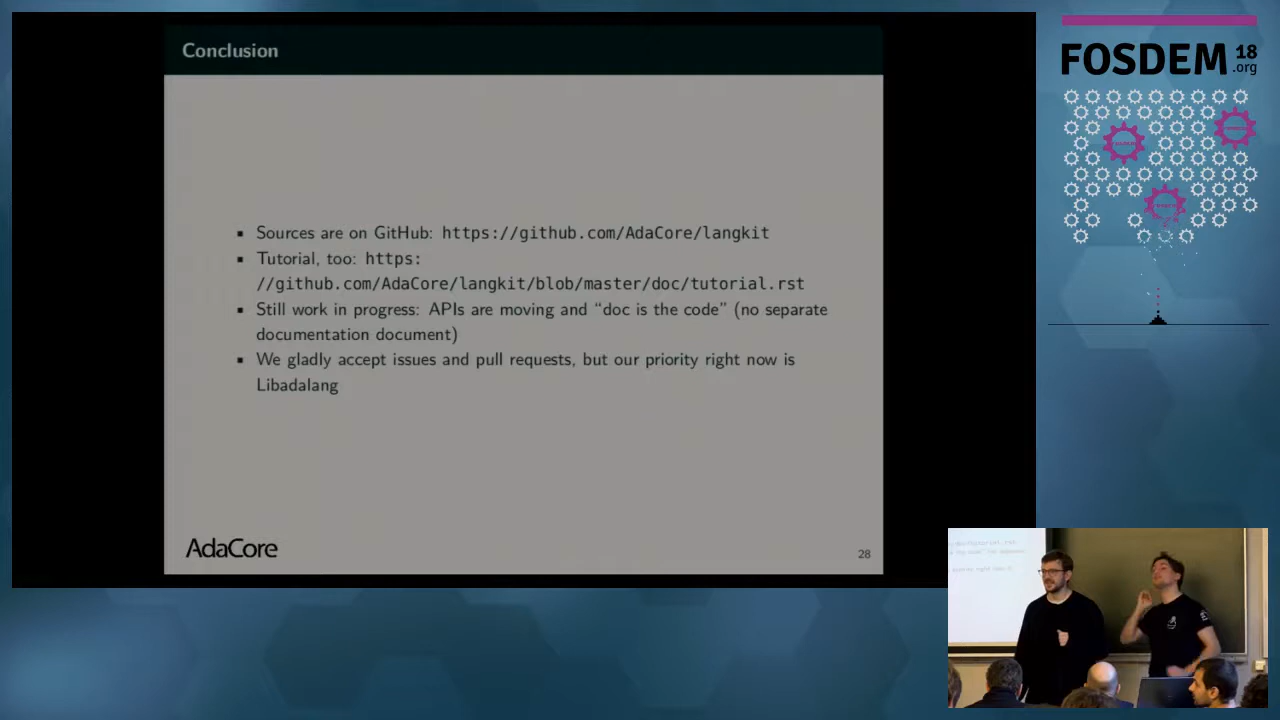 Conclusion
▪ Sources are on GitHub: https://github.com/AdaCore/langkit
▪ Tutorial, too: https:
//github.com/AdaCore/langkit/blob/master/doc/tutorial.rst
▪ Still work in progress: APIs are moving and “doc is the code” (no separate
documentation document)
▪ We gladly accept issues and pull requests, but our priority right now is
Libadalang
AdaCore
28
FOSDEM 18
.org